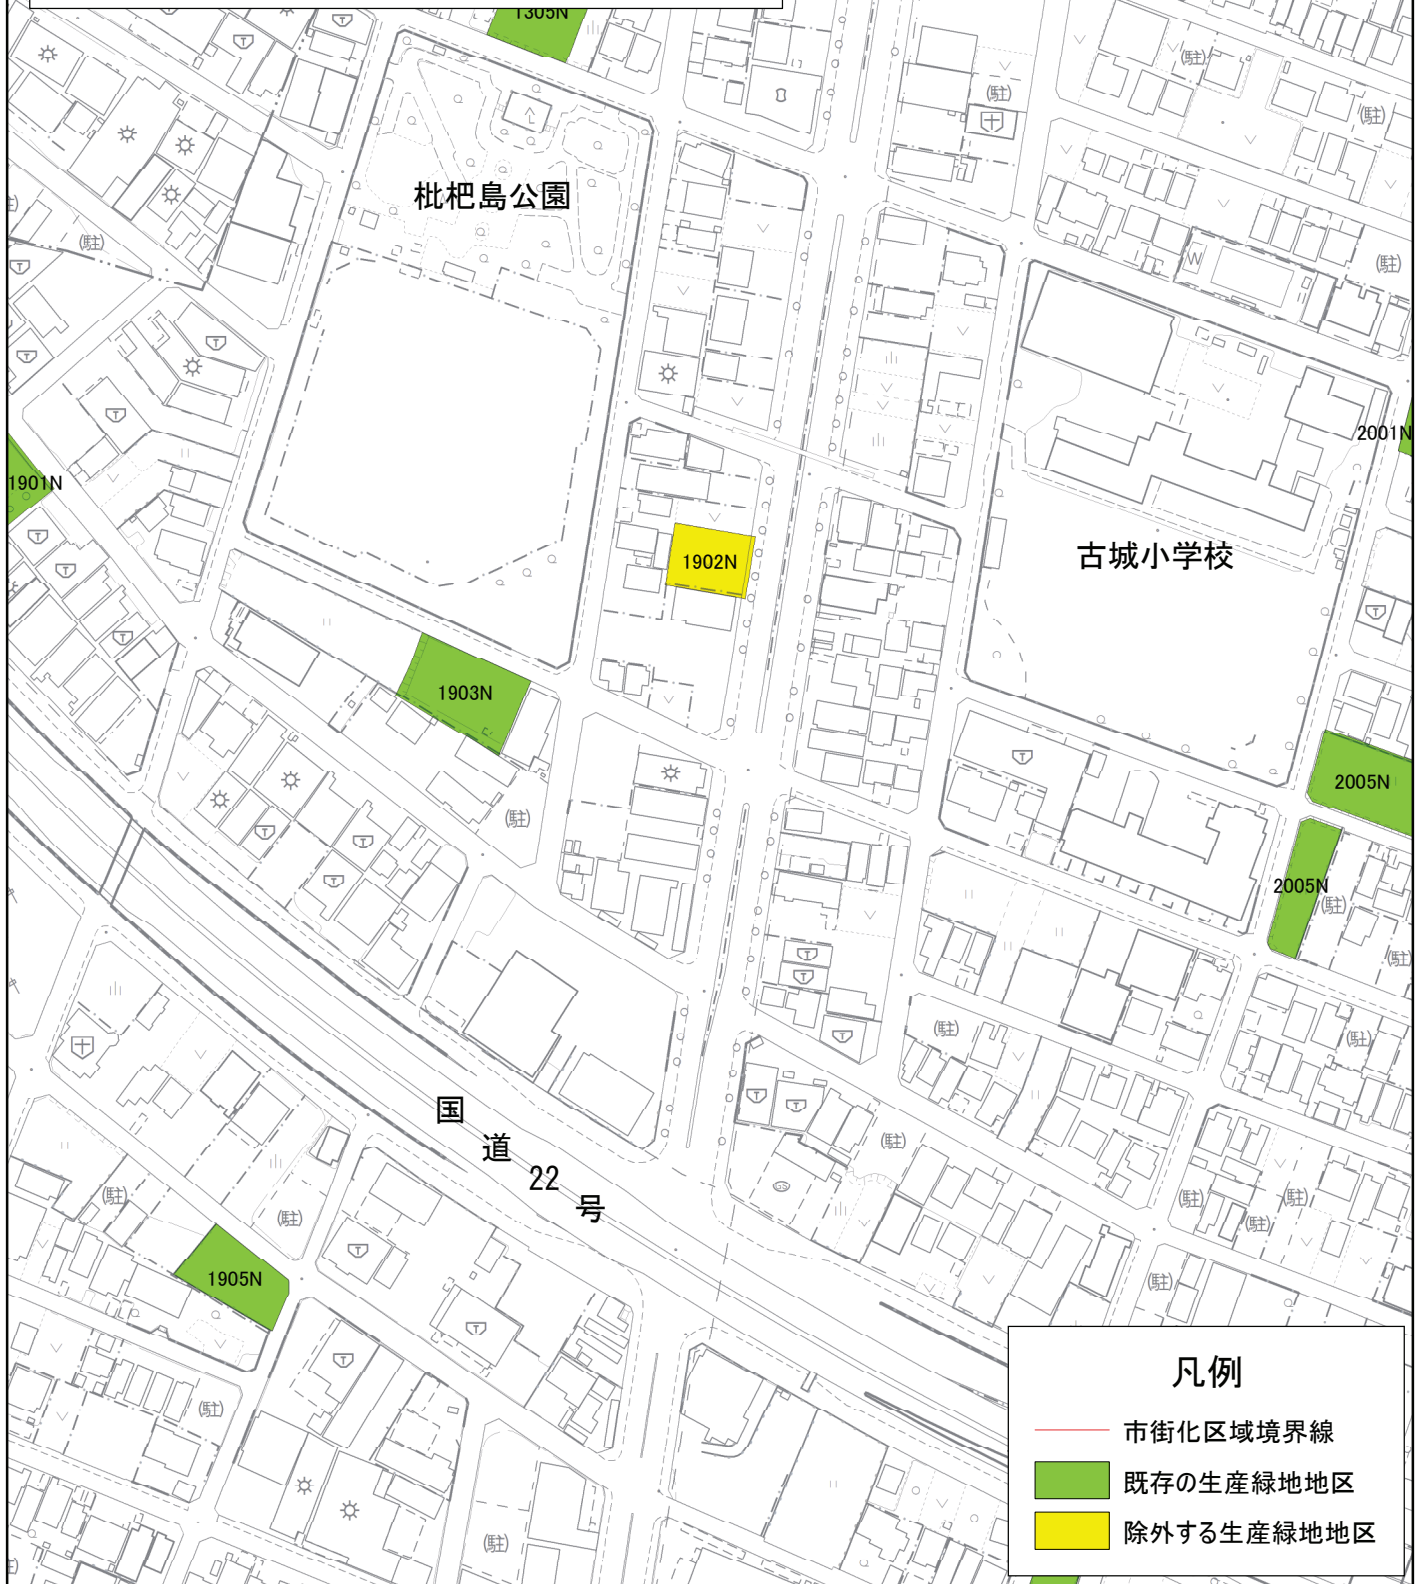 1305N
(駐)
(駐)
(駐)
枇杷島公園
(駐)
W
(駐)
2001N
1901N
古城小学校
1902N
1903N
2005N
(駐)
2005N
(駐)
(駐)
(駐)
(駐)
国
道
22
号
(駐)
(駐)
(駐)
(駐)
(駐)
(駐)
1905N
(駐)
(駐)
(駐)
凡例
市街化区域境界線
既存の生産緑地地区
除外する生産緑地地区